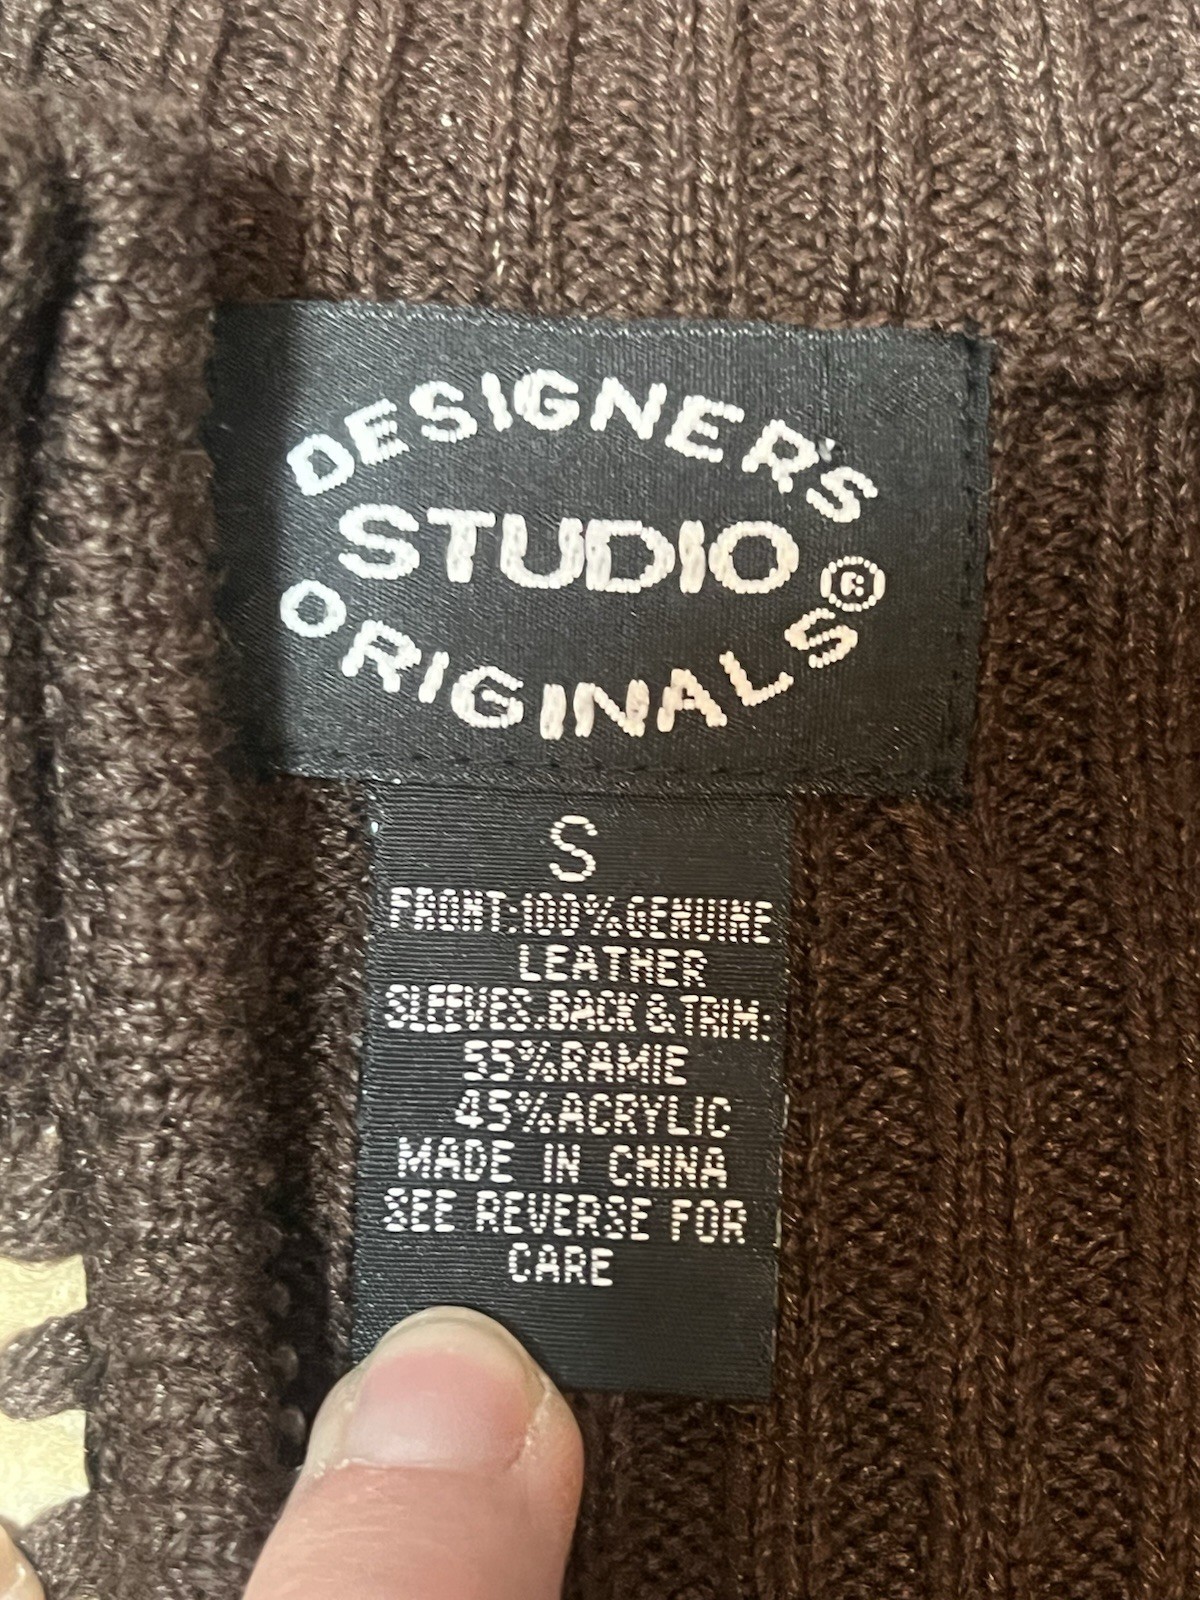 DESIGNER'S
STUDIO
ORIGINALS®
S
FRONT:100%GENUINE
LEATHER
SLEEVES.BACK&TRIM:
55%RAMIE
45%ACRYLIC
MADE IN CHINA
SEE REVERSE FOR
CARE